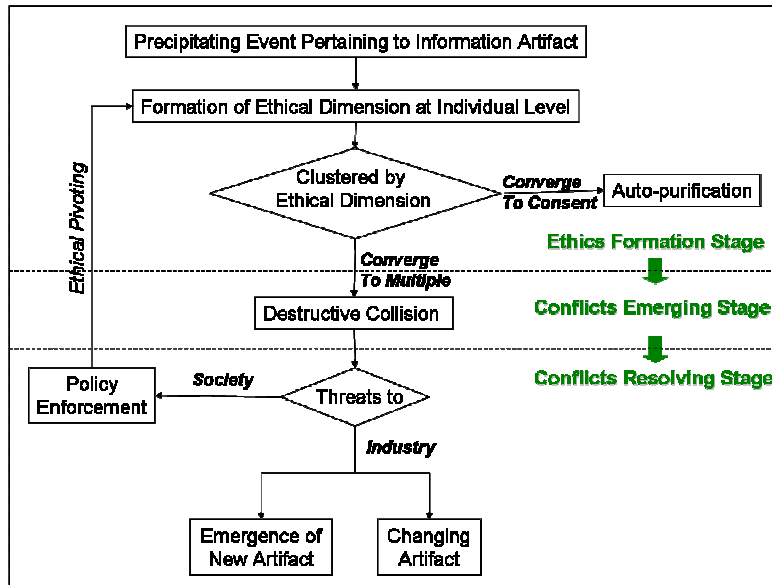 Precipitating Event Pertaining to Information Artifact
Formation of Ethical Dimension at Individual Level
Ethical Pivoting
Clustered by
Ethical Dimension
Converge
To Consent
Auto-purification
Ethics Formation Stage
Converge
To Multiple
Destructive Collision
Conflicts Emerging Stage
Policy
Enforcement
Society
Threats to
Conflicts Resolving Stage
Industry
Emergence of
New Artifact
Changing
Artifact